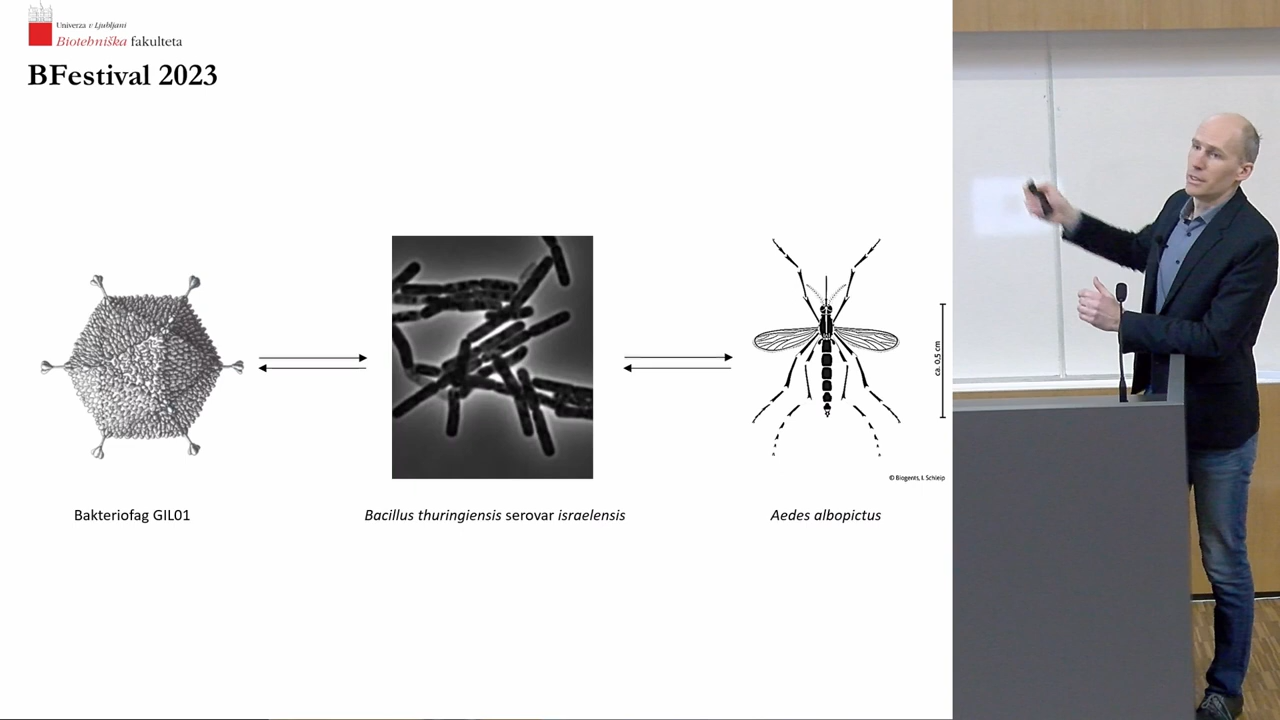 Univerza v Ljubljani
Biotehniška fakulteta
BFestival 2023
ca. 0,5 cm
© Biogents, I. Schleip
Bakteriofag GIL01
Bacillus thuringiensis serovar israelensis
Aedes albopictus